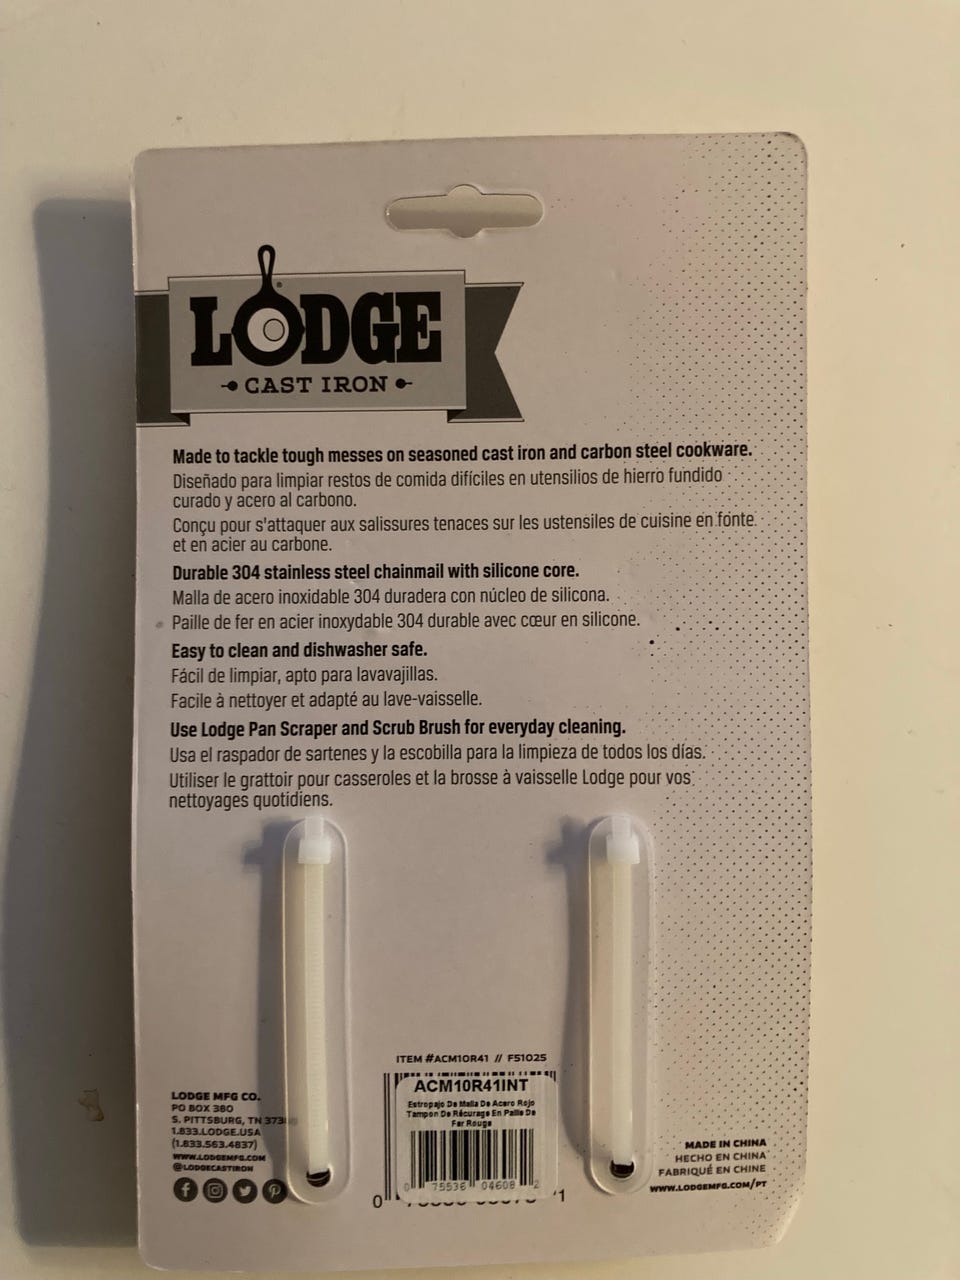 LODGE
CAST IRON
Made to tackle tough messes on seasoned cast iron and carbon steel cookware.
Diseñado para limpiar restos de comida difíciles en utensilios de hierro fundido
curado y acero al carbono.
Conçu pour s'attaquer aux salissures tenaces sur les ustensiles de cuisine en fonte
et en acier au carbone.
Durable 304 stainless steel chainmail with silicone core.
Malla de acero inoxidable 304 duradera con núcleo de silicona.
Paille de fer en acier inoxydable 304 durable avec cœur en silicone.
Easy to clean and dishwasher safe.
Fácil de limpiar, apto para lavavajillas.
Facile à nettoyer et adapté au lave-vaisselle.
Use Lodge Pan Scraper and Scrub Brush for everyday cleaning.
Usa el raspador de sartenes y la escobilla para la limpieza de todos los días.
Utiliser le grattoir pour casseroles et la brosse à vaisselle Lodge pour vos
nettoyages quotidiens.
ITEM #ACM10R41 // F51025
ACM10R41INT
Estropajo De Malla De Acero Rojo
Tampon De Récurage En Paille De
Fer Rouge
0 75536 04608 2
0 1
LODGE MFG CO.
PO BOX 380
S. PITTSBURG, TN
1.833.LODGE.USA
(1.833.563.4837)
WWW.LODGEMFG.COM
@LODGECASTIRON
MADE IN CHINA
HECHO EN CHINA
FABRIQUÉ EN CHINE
WWW.LODGEMFG.COM/PT